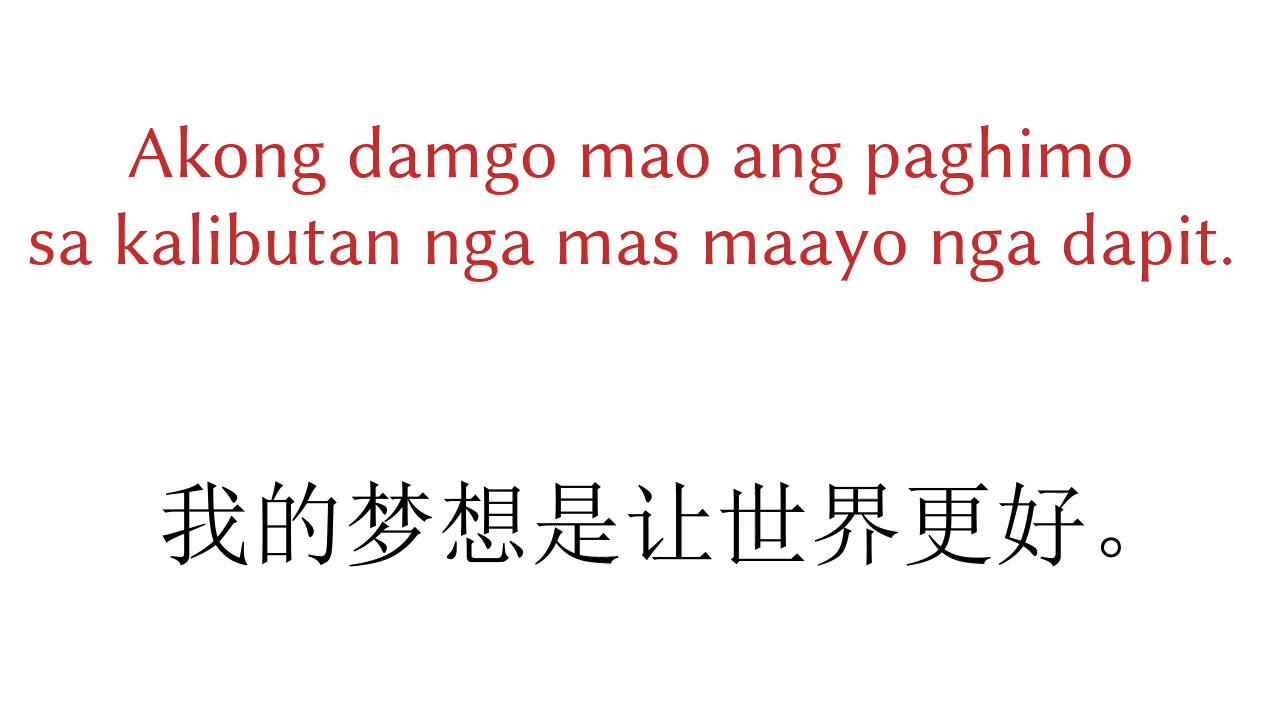 Akong damgo mao ang paghimo
sa kalibutan nga mas maayo nga dapit.
我的梦想是让世界更好。